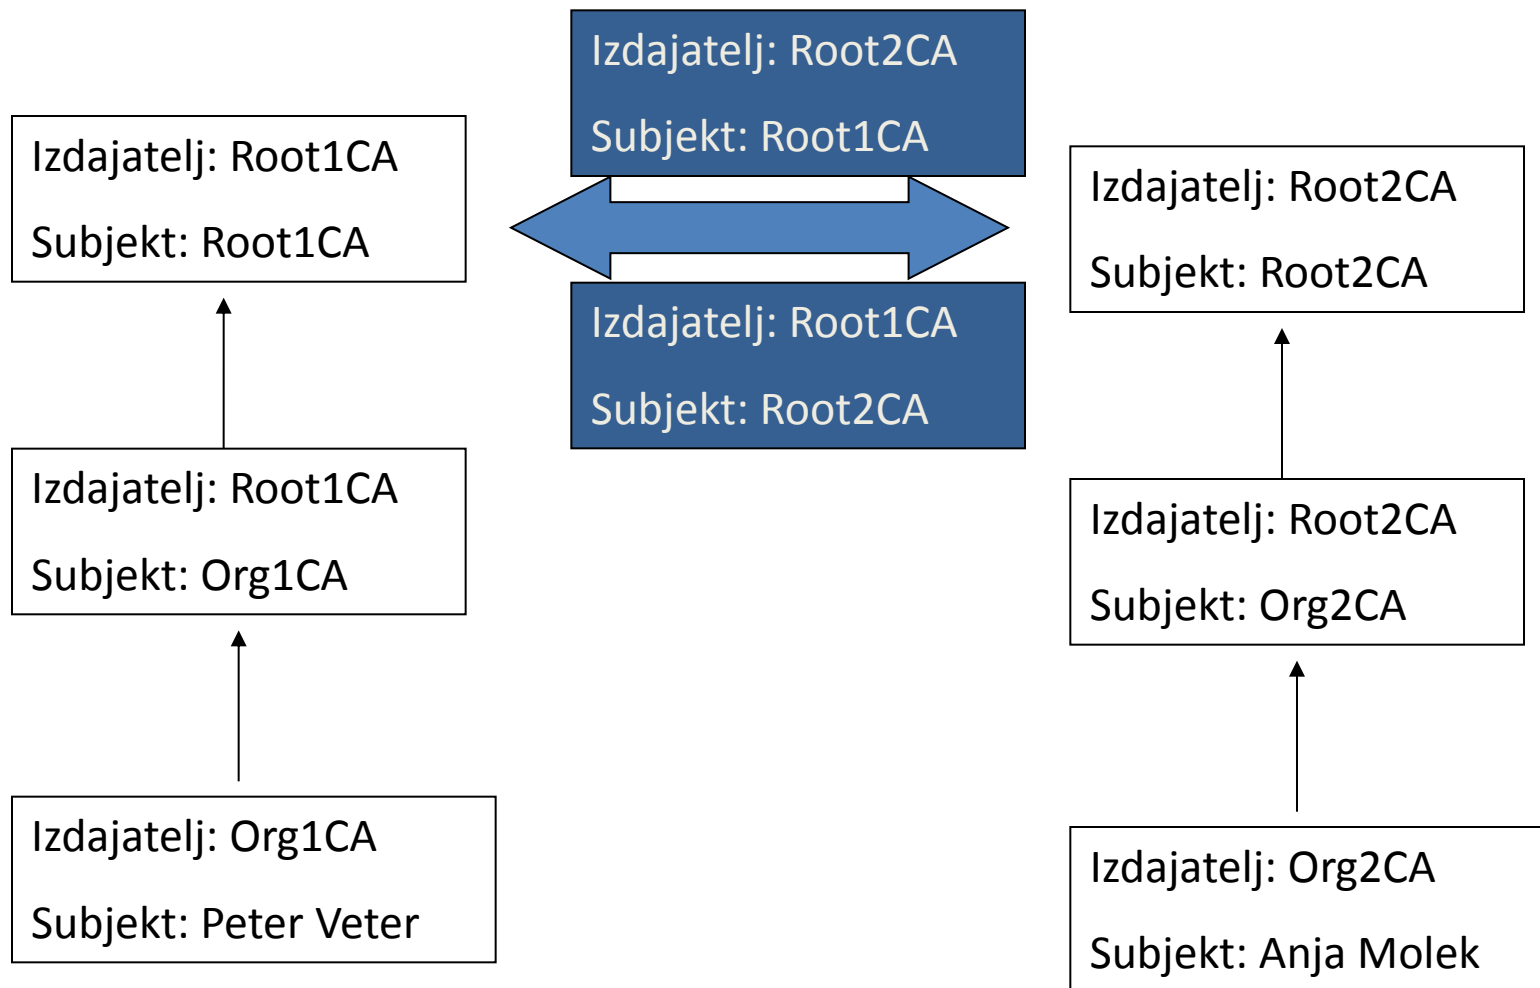 Izdajatelj: Root2CA
Subjekt: Root1CA
Izdajatelj: Root1CA
Subjekt: Root1CA
Izdajatelj: Root2CA
Subjekt: Root2CA
Izdajatelj: Root1CA
Subjekt: Root2CA
Izdajatelj: Root1CA
Subjekt: Org1CA
Izdajatelj: Root2CA
Subjekt: Org2CA
Izdajatelj: Org1CA
Subjekt: Peter Veter
Izdajatelj: Org2CA
Subjekt: Anja Molek